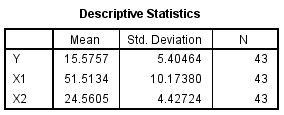 Descriptive Statistics
Mean Std. Deviation N
Y 15.5757 5.40464 43
X1 51.5134 10.17380 43
X2 24.5605 4.42724 43